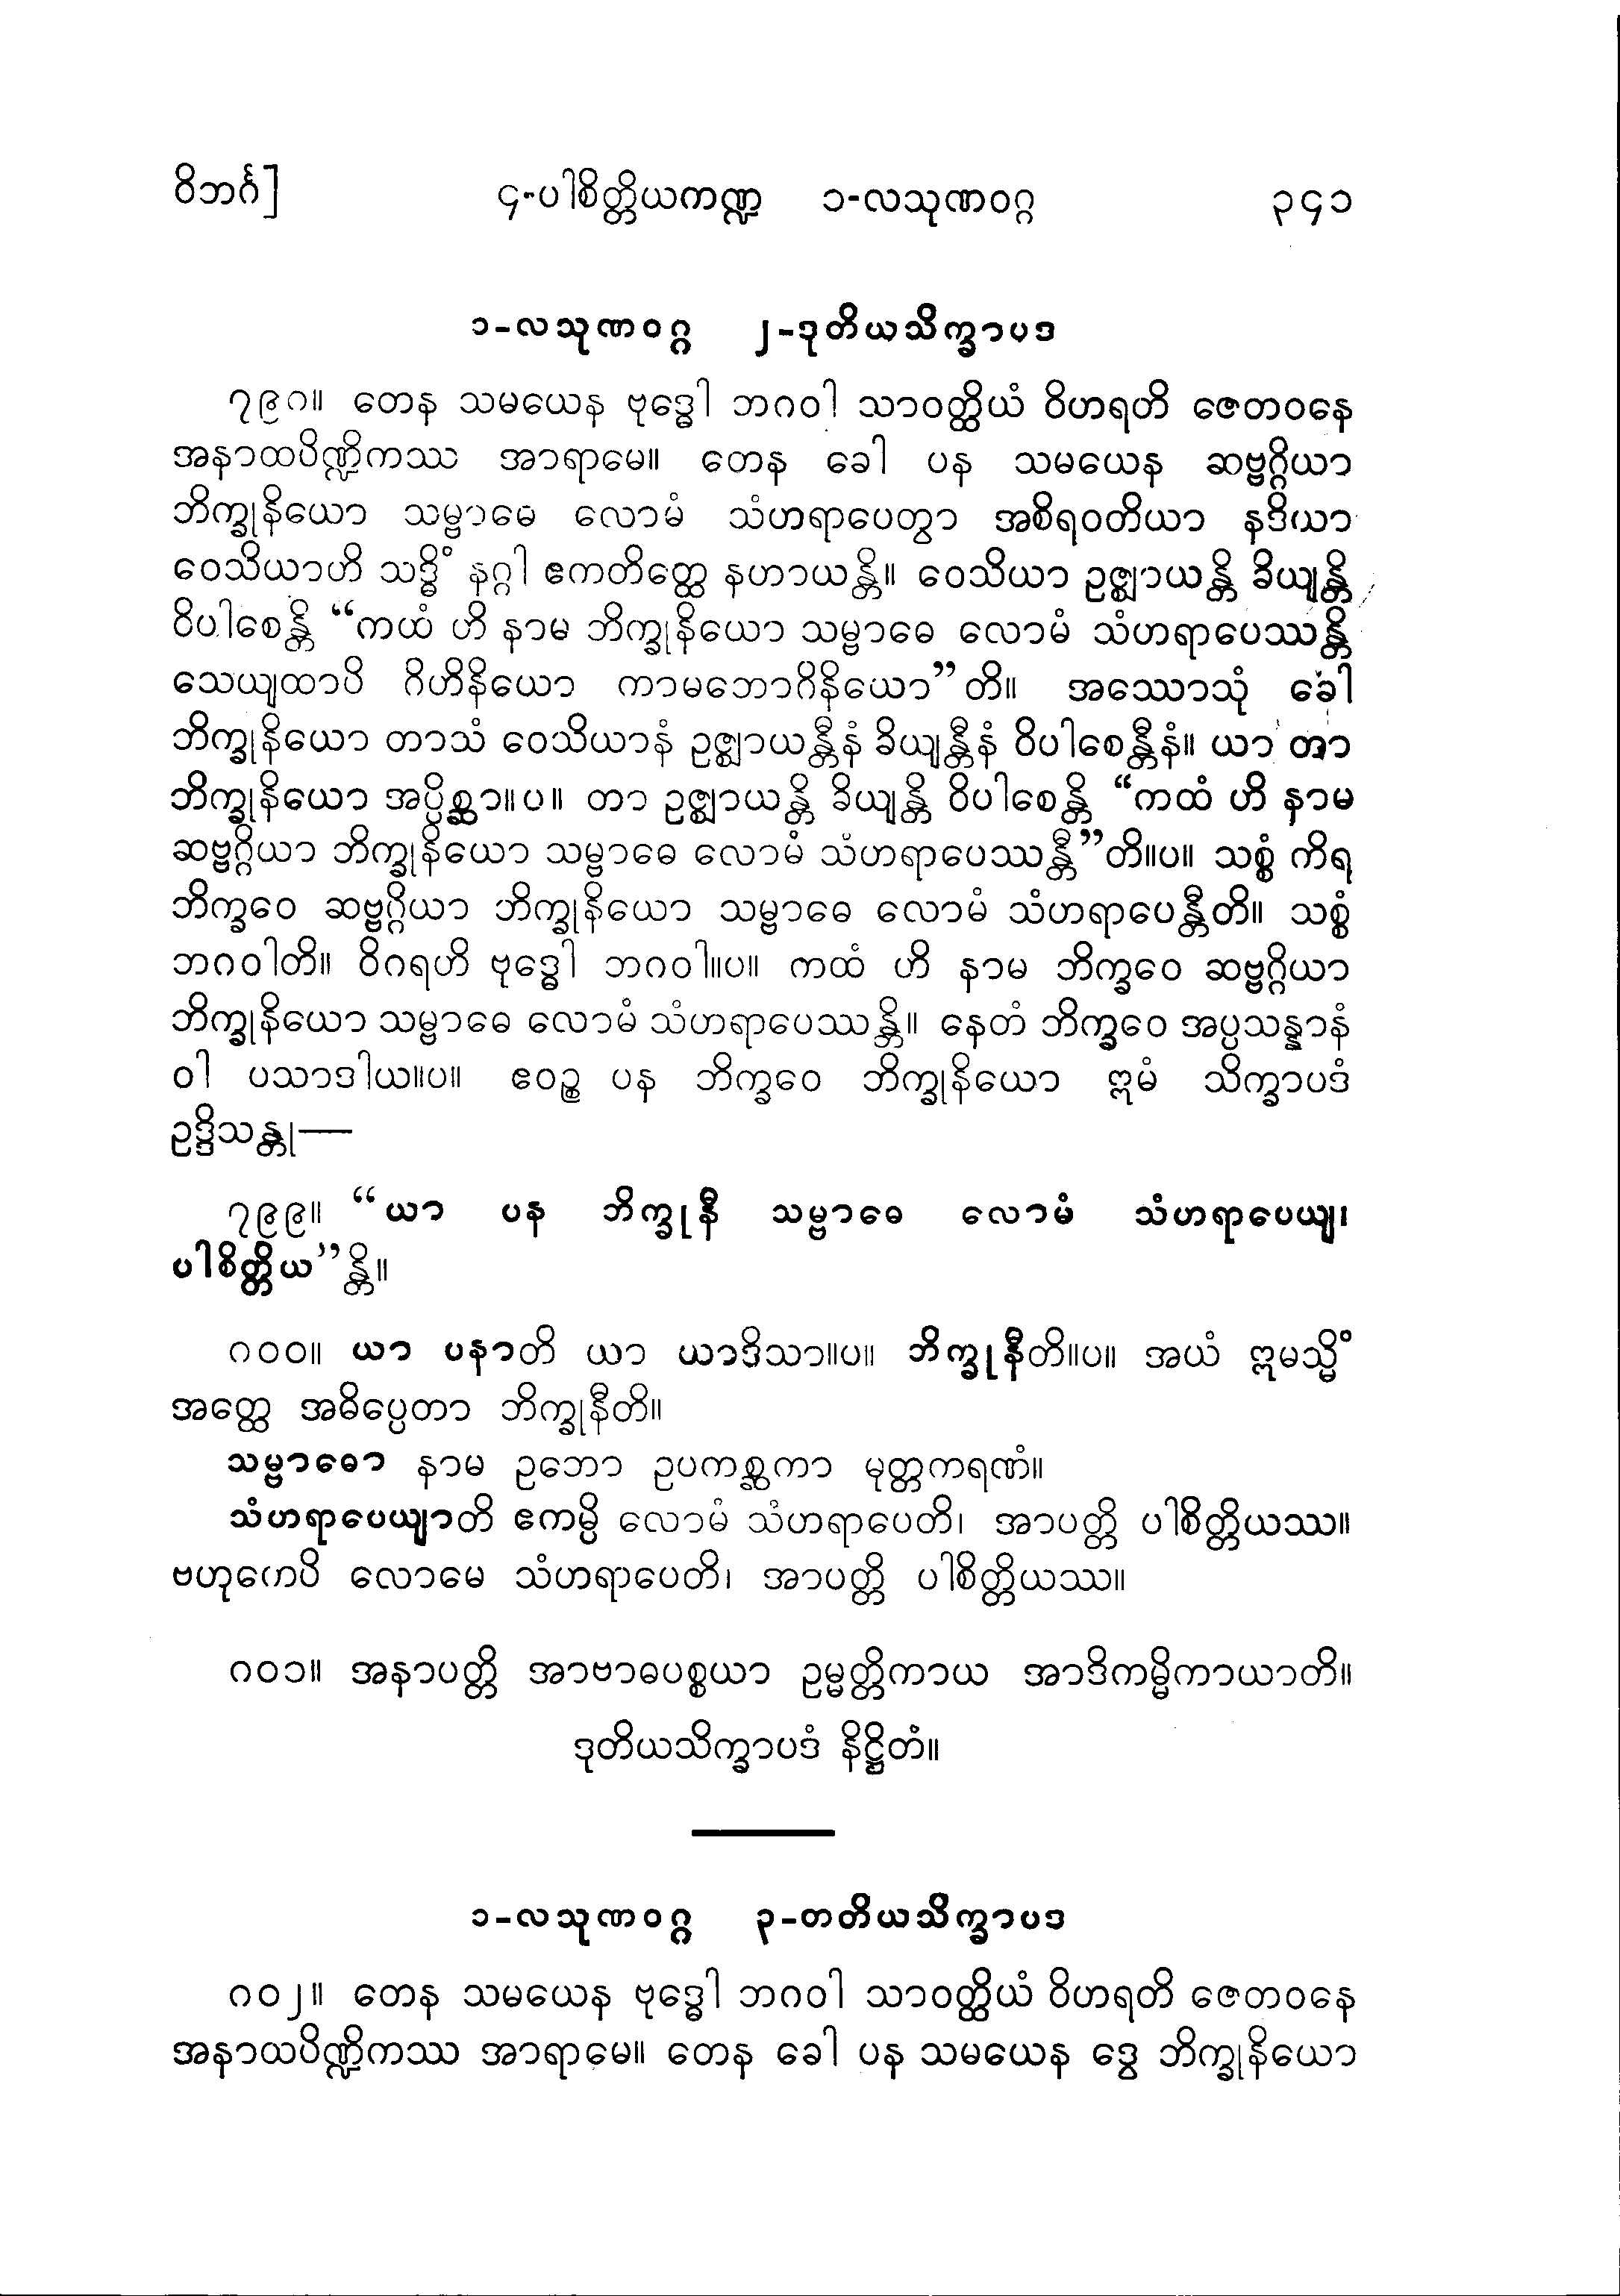 ဝိဘင်္ဂ] ၄-ပါစိတ္တိယကဏ္ဍ ၁-လသုဏဝဂ္ဂ ၃၄၁
၁-လသုဏဝဂ္ဂ ၂-ဒုတိယသိက္ခာပဒ
၇၉၈။ တေန သမယေန ဗုဒ္ဓေါ ဘဂဝါ သာဝတ္ထိယံ ဝိဟရတိ ဇေတဝနေ
အနာထပိဏ္ဍိကဿ အာရာမေ။ တေန ခေါ ပန သမယေန ဆဗ္ဗဂ္ဂိယာ
ဘိက္ခုနိယော သမ္ဗာဓေ လောမံ သံဟရာပေတွာ အစိရဝတိယာ နဒိယာ
ဝေသိယာဟိ သဒ္ဓိံ နဂ္ဂါ ဧကတိတ္ထေ နဟာယန္တိ။ ဝေသိယာ ဥဇ္ဈာယန္တိ ခိယျန္တိ
ဝိပါစေန္တိ “ကထံ ဟိ နာမ ဘိက္ခုနိယော သမ္ဗာဓေ လောမံ သံဟရာပေဿန္တိ
သေယျထာပိ ဂိဟိနိယော ကာမဘောဂိနိယော”တိ။ အဿောသုံ ခေါ
ဘိက္ခုနိယော တာသံ ဝေသိယာနံ ဥဇ္ဈာယန္တီနံ ခိယျန္တီနံ ဝိပါစေန္တီနံ။ ယာ တာ
ဘိက္ခုနိယော အပ္ပိစ္ဆာ။ပ။ တာ ဥဇ္ဈာယန္တိ ခိယျန္တိ ဝိပါစေန္တိ “ကထံ ဟိ နာမ
ဆဗ္ဗဂ္ဂိယာ ဘိက္ခုနိယော သမ္ဗာဓေ လောမံ သံဟရာပေဿန္တီ”တိ။ပ။ သစ္စံ ကိရ
ဘိက္ခဝေ ဆဗ္ဗဂ္ဂိယာ ဘိက္ခုနိယော သမ္ဗာဓေ လောမံ သံဟရာပေန္တီတိ။ သစ္စံ
ဘဂဝါတိ။ ဝိဂရဟိ ဗုဒ္ဓေါ ဘဂဝါ။ပ။ ကထံ ဟိ နာမ ဘိက္ခဝေ ဆဗ္ဗဂ္ဂိယာ
ဘိက္ခုနိယော သမ္ဗာဓေ လောမံ သံဟရာပေဿန္တိ။ နေတံ ဘိက္ခဝေ အပ္ပသန္နာနံ
ဝါ ပသာဒါယ။ပ။ ဧဝဉ္စ ပန ဘိက္ခဝေ ဘိက္ခုနိယော ဣမံ သိက္ခာပဒံ
ဥဒ္ဒိသန္တု—
၇၉၉။ “ယာ ပန ဘိက္ခုနီ သမ္ဗာဓေ လောမံ သံဟရာပေယျ၊
ပါစိတ္တိယ”န္တိ။
၈၀၀။ ယာ ပနာတိ ယာ ယာဒိသာ။ပ။ ဘိက္ခုနီတိ။ပ။ အယံ ဣမသ္မိံ
အတ္ထေ အဓိပ္ပေတာ ဘိက္ခုနီတိ။
သမ္ဗာဓော နာမ ဥဘော ဥပကစ္ဆကာ မုတ္တကရဏံ။
သံဟရာပေယျာတိ ဧကမ္ပိ လောမံ သံဟရာပေတိ၊ အာပတ္တိ ပါစိတ္တိယဿ။
ဗဟုကေပိ လောမေ သံဟရာပေတိ၊ အာပတ္တိ ပါစိတ္တိယဿ။
၈၀၁။ အနာပတ္တိ အာဗာဓပစ္စယာ ဥမ္မတ္တိကာယ အာဒိကမ္မိကာယာတိ။
ဒုတိယသိက္ခာပဒံ နိဋ္ဌိတံ။
၁-လသုဏဝဂ္ဂ ၃-တတိယသိက္ခာပဒ
၈၀၂။ တေန သမယေန ဗုဒ္ဓေါ ဘဂဝါ သာဝတ္ထိယံ ဝိဟရတိ ဇေတဝနေ
အနာထပိဏ္ဍိကဿ အာရာမေ။ တေန ခေါ ပန သမယေန ဒွေ ဘိက္ခုနိယော